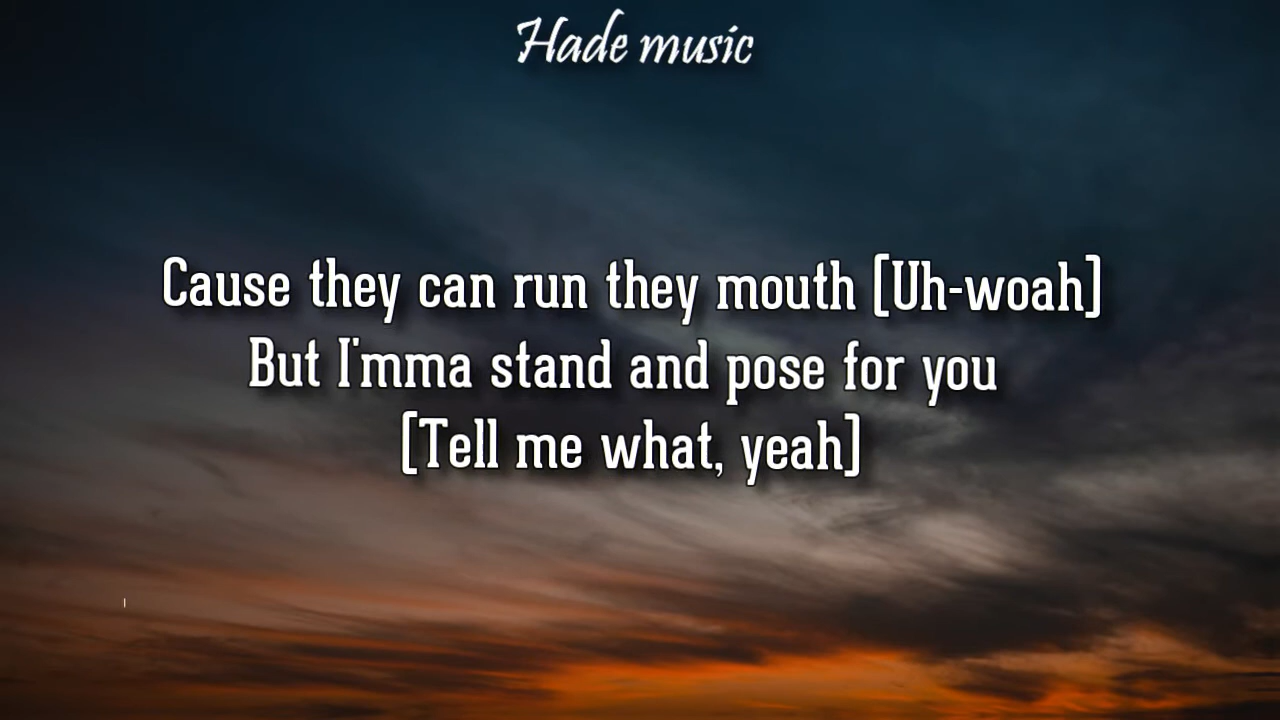 Hade music
Cause they can run they mouth [Uh-woah]
But I'mma stand and pose for you
[Tell me what, yeah]